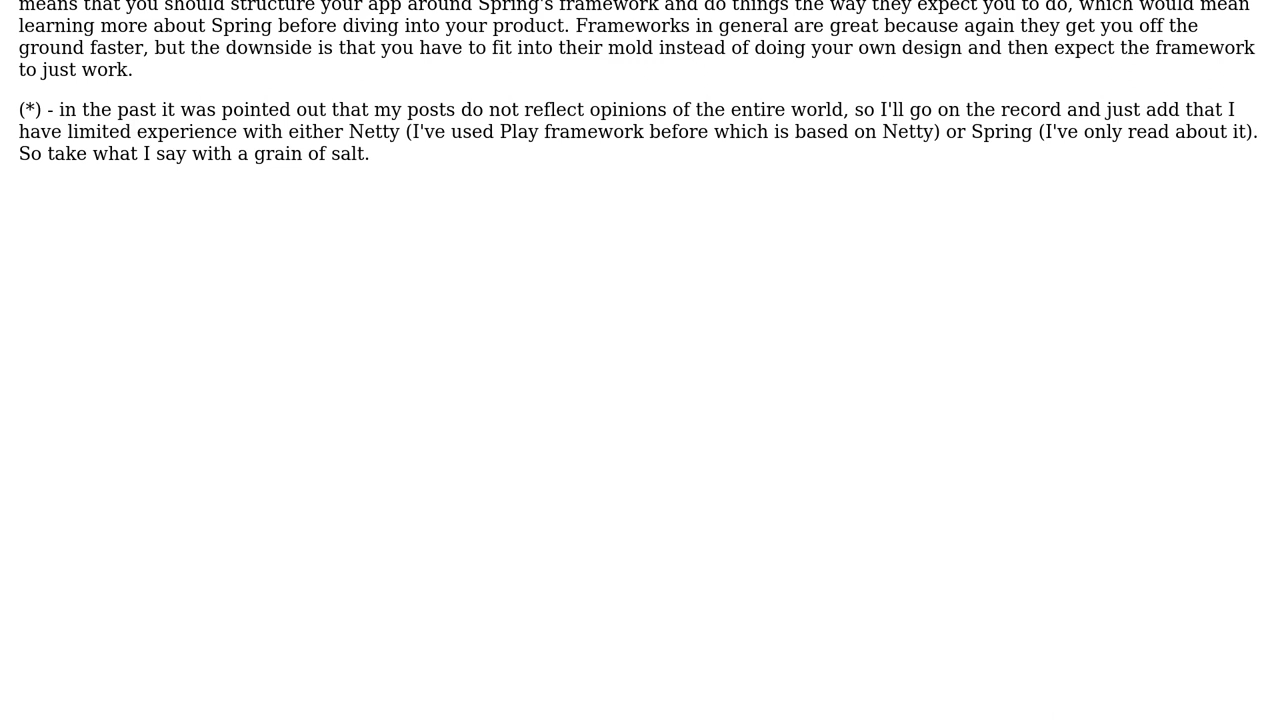 means that you should structure your app around Spring's framework and do things the way they expect you to do, which would mean
learning more about Spring before diving into your product. Frameworks in general are great because again they get you off the
ground faster, but the downside is that you have to fit into their mold instead of doing your own design and then expect the framework
to just work.
(*) - in the past it was pointed out that my posts do not reflect opinions of the entire world, so I'll go on the record and just add that I
have limited experience with either Netty (I've used Play framework before which is based on Netty) or Spring (I've only read about it).
So take what I say with a grain of salt.